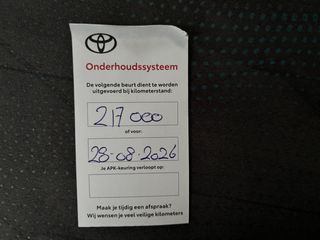 Onderhoudssysteem
De volgende beurt dient te worden
uitgevoerd bij kilometerstand:
217 000
of voor:
28-08-2026
Je APK-keuring verloopt op:
Maak je tijdig een afspraak?
Wij wensen je veel veilige kilometers